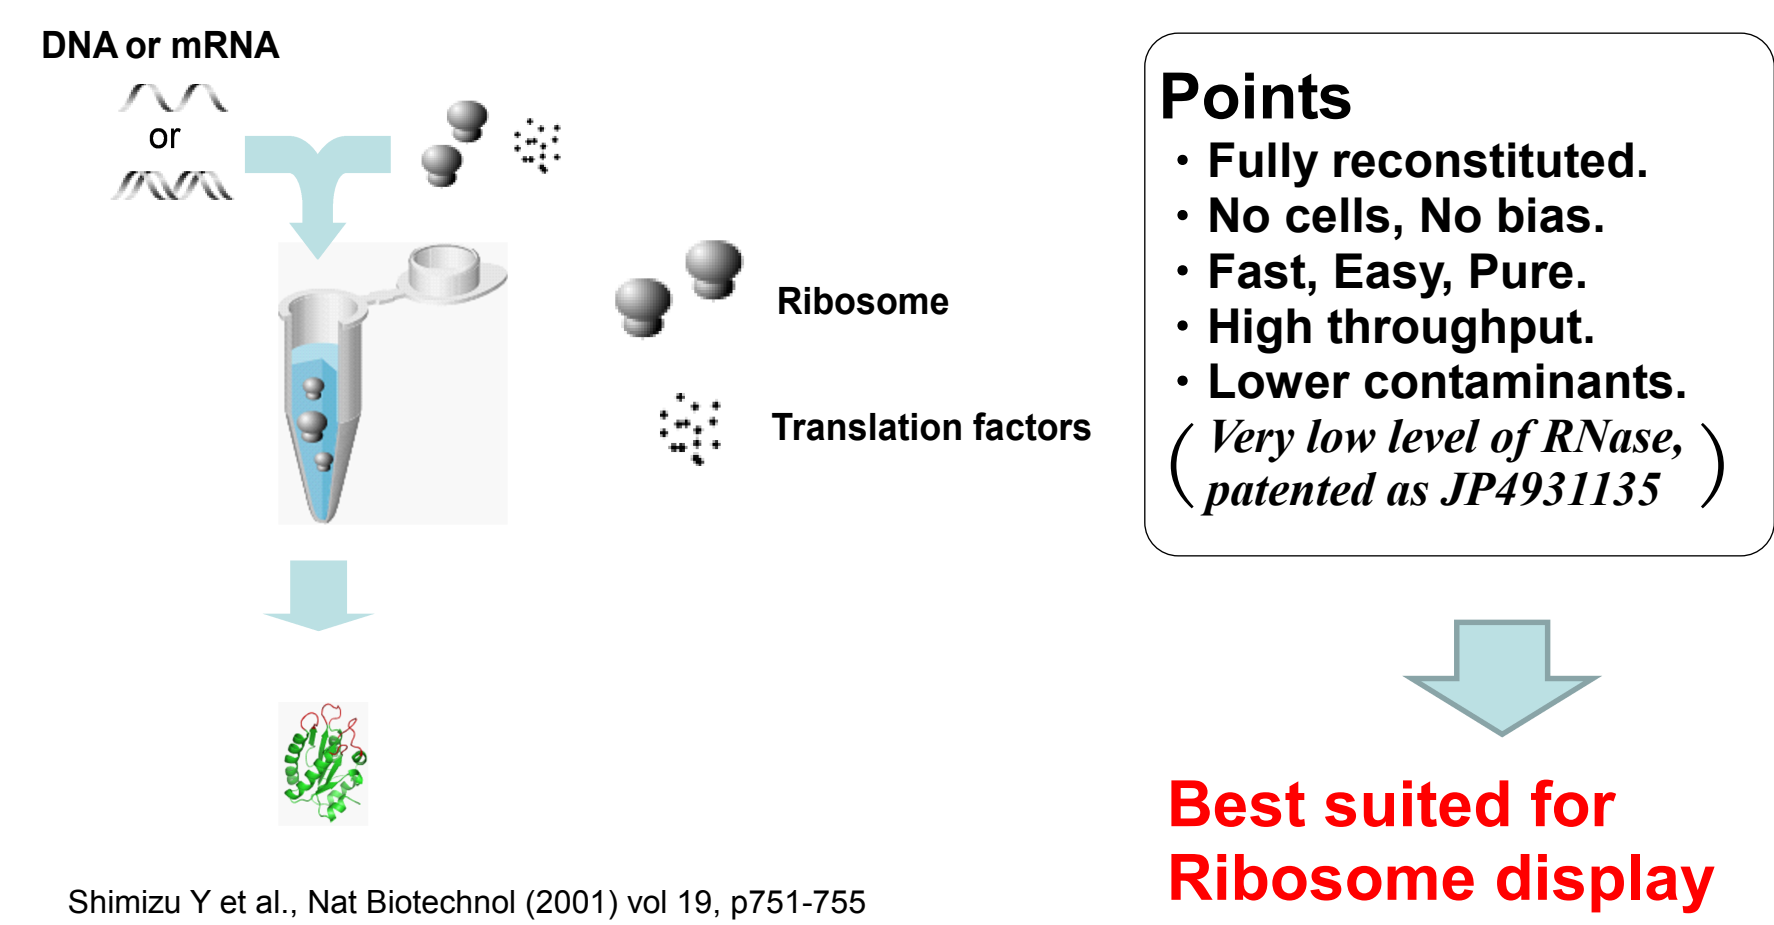 DNA or mRNA
or
Ribosome
Translation factors
Shimizu Y et al., Nat Biotechnol (2001) vol 19, p751-755
Points
・Fully reconstituted.
・No cells, No bias.
・Fast, Easy, Pure.
・High throughput.
・Lower contaminants.
(Very low level of RNase,
patented as JP4931135)
Best suited for
Ribosome display